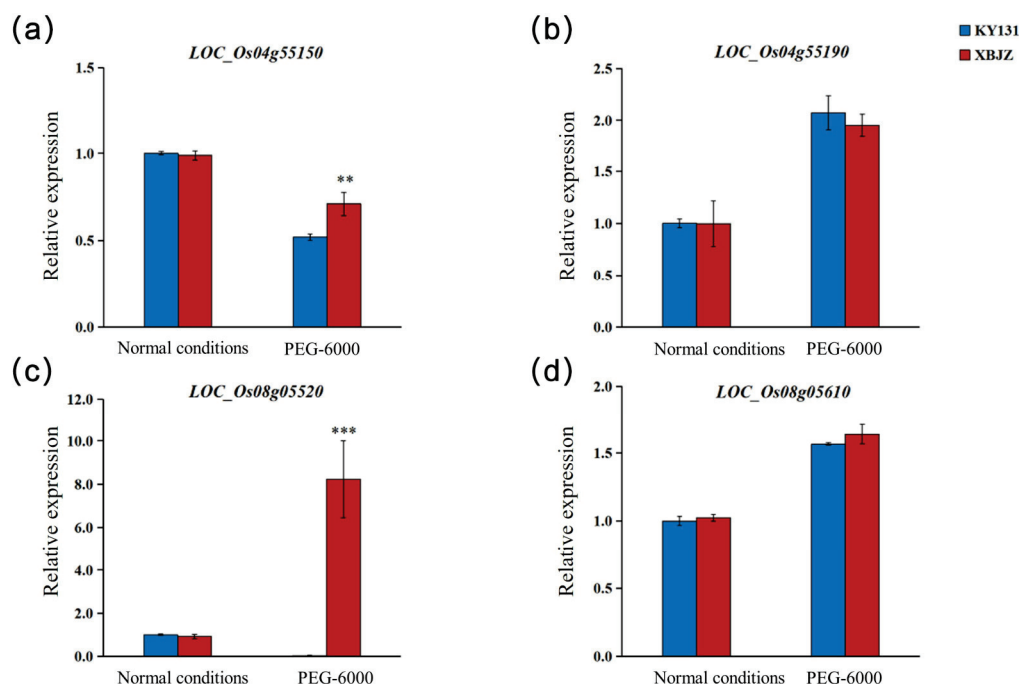 (a)
LOC_Os04g55150
Relative expression
1.5
1.0
0.5
0.0
**
Normal conditions
PEG-6000
(b)
LOC_Os04g55190
KY131
XBJZ
Relative expression
2.5
2.0
1.5
1.0
0.5
0.0
Normal conditions
PEG-6000
(c)
LOC_Os08g05520
Relative expression
12.0
10.0
8.0
6.0
4.0
2.0
0.0
***
Normal conditions
PEG-6000
(d)
LOC_Os08g05610
Relative expression
2.0
1.5
1.0
0.5
0.0
Normal conditions
PEG-6000